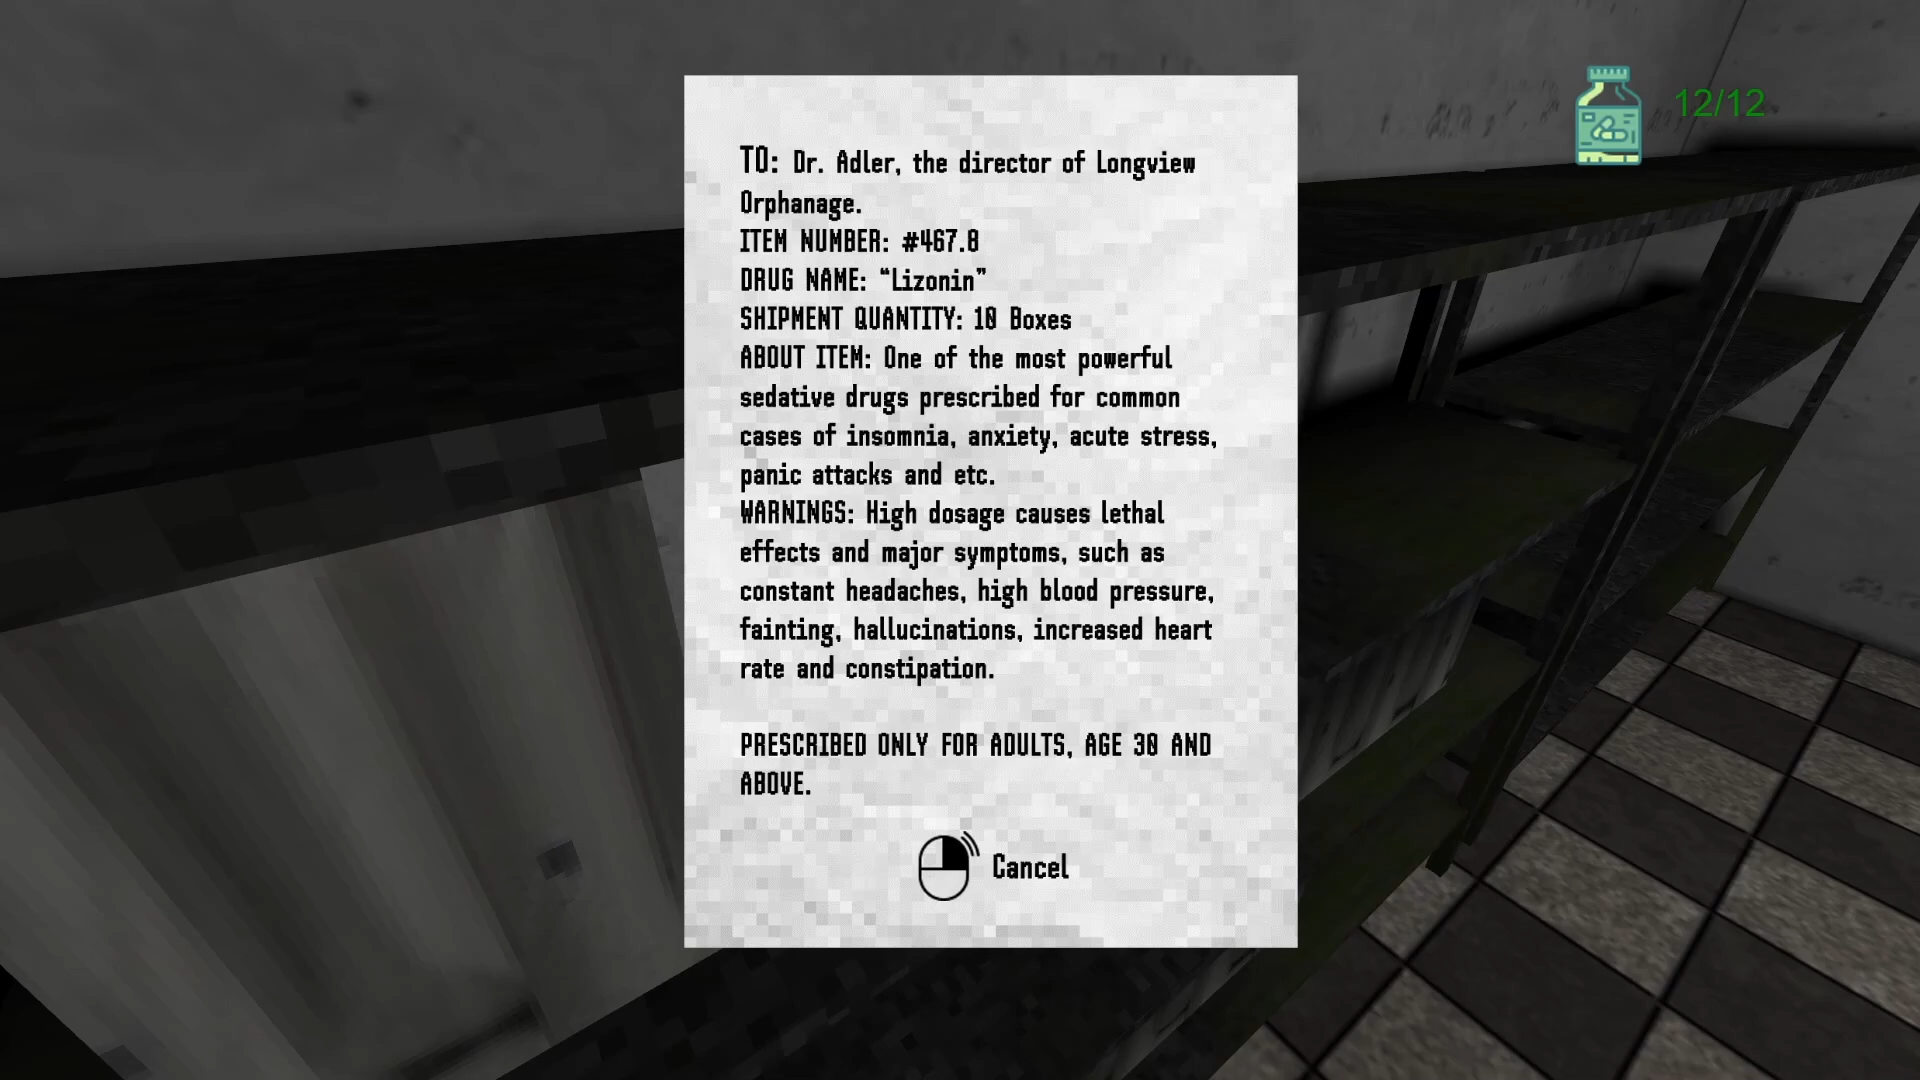 12/12
TO: Dr. Adler, the director of Longview
Orphanage.
ITEM NUMBER: #467.8
DRUG NAME: “Lizonin”
SHIPMENT QUANTITY: 10 Boxes
ABOUT ITEM: One of the most powerful
sedative drugs prescribed for common
cases of insomnia, anxiety, acute stress,
panic attacks and etc.
WARNINGS: High dosage causes lethal
effects and major symptoms, such as
constant headaches, high blood pressure,
fainting, hallucinations, increased heart
rate and constipation.
PRESCRIBED ONLY FOR ADULTS, AGE 30 AND
ABOVE.
Cancel